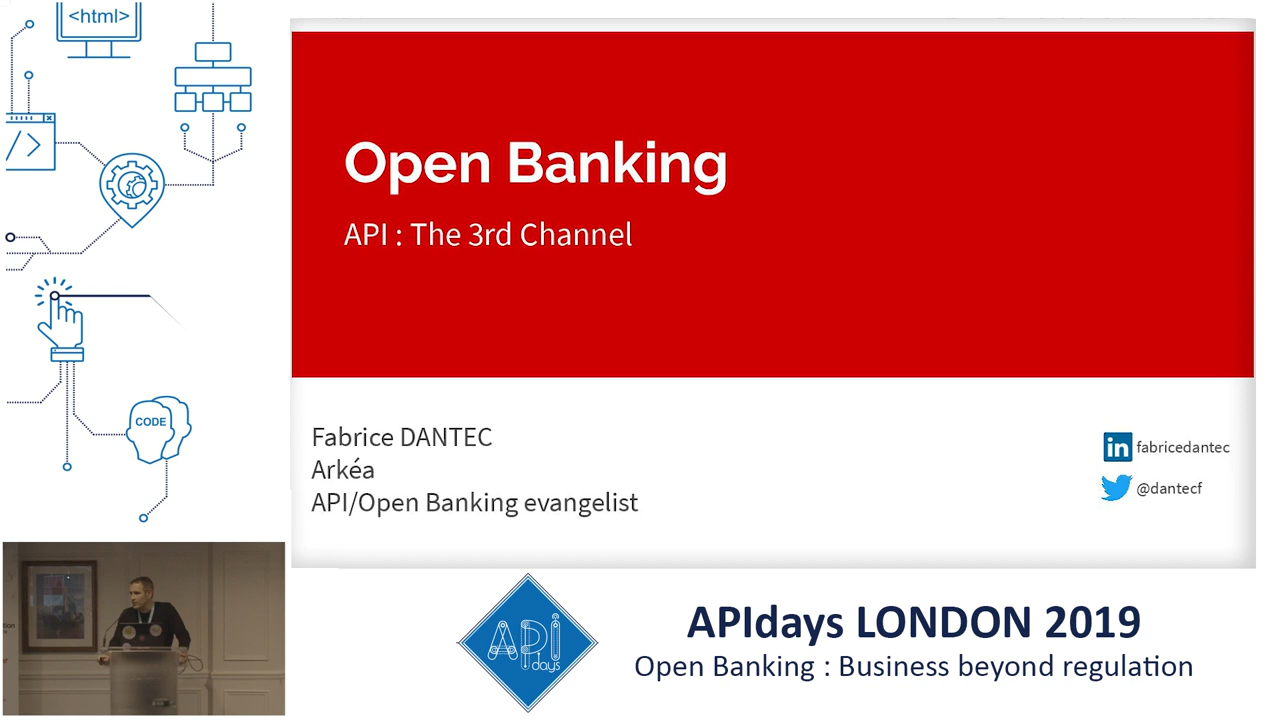 <html>
/>
CODE
Open Banking
API : The 3rd Channel
Fabrice DANTEC
Arkéa
API/Open Banking evangelist
fabricedantec
@dantecf
API
days
APIdays LONDON 2019
Open Banking : Business beyond regulation